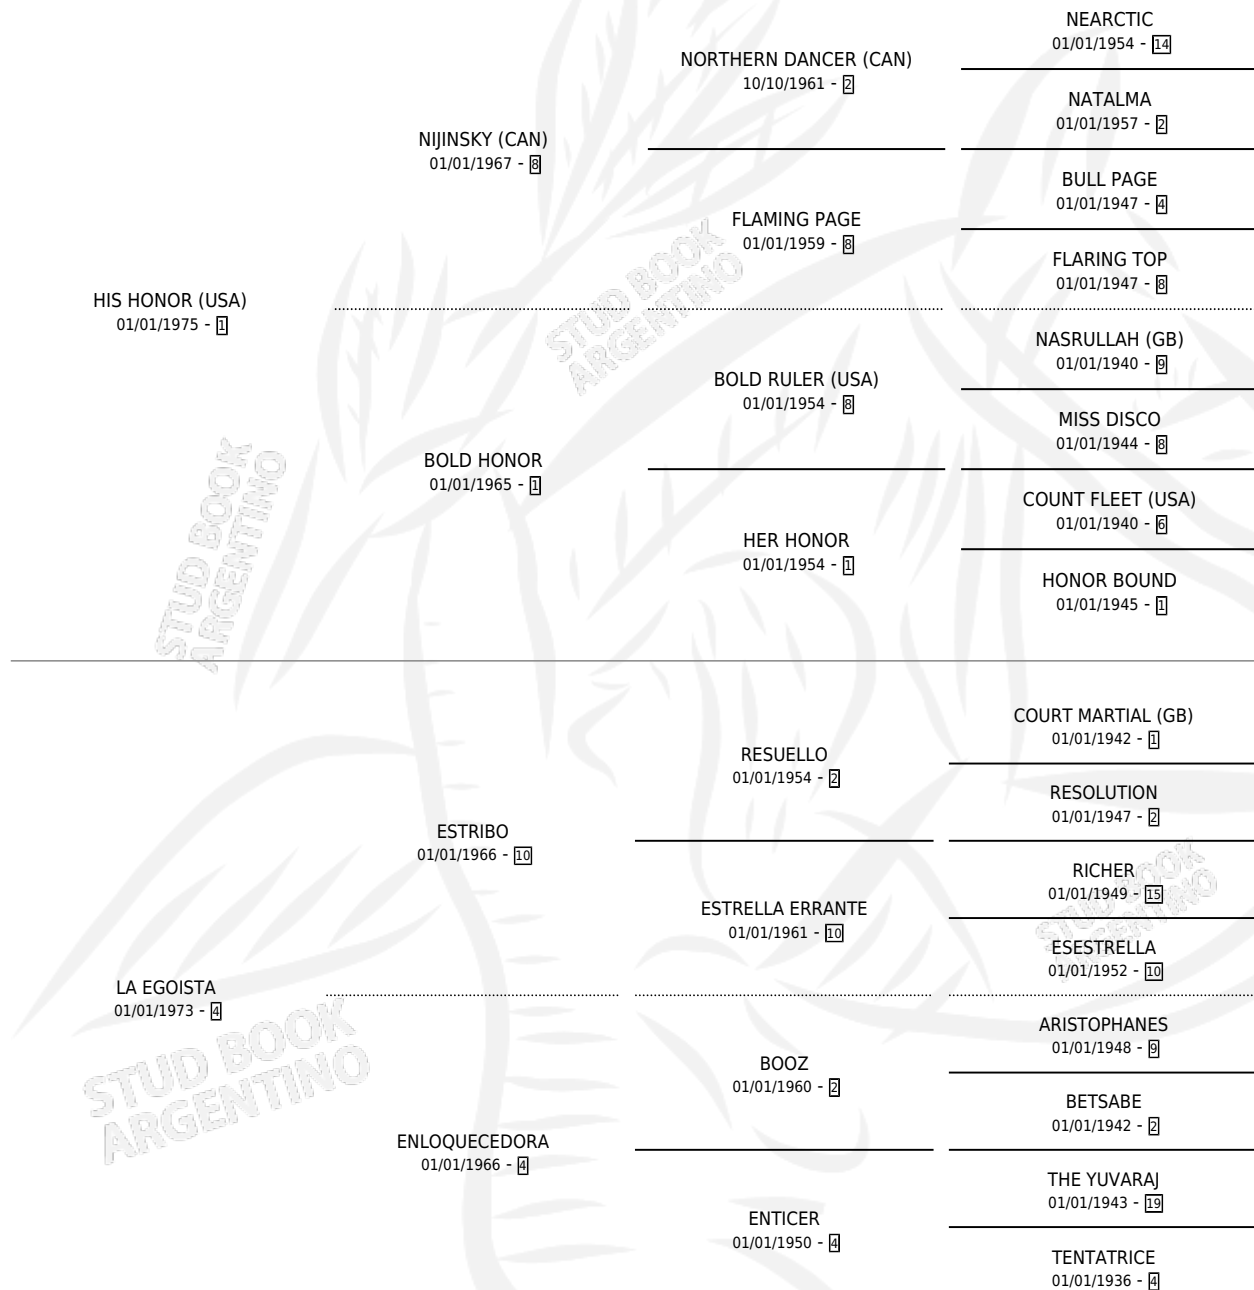 NEARCTIC
01/01/1954 - 14
NORTHERN DANCER (CAN)
10/10/1961 - 2
NATALMA
01/01/1957 - 2
NIJINSKY (CAN)
01/01/1967 - 8
BULL PAGE
01/01/1947 - 4
FLAMING PAGE
01/01/1959 - 8
FLARING TOP
01/01/1947 - 8
HIS HONOR (USA)
01/01/1975 - 1
STUD BOOK
ARGENTINO
NASRULLAH (GB)
01/01/1940 - 9
BOLD RULER (USA)
01/01/1954 - 8
MISS DISCO
01/01/1944 - 8
BOLD HONOR
01/01/1965 - 1
COUNT FLEET (USA)
01/01/1940 - 6
HER HONOR
01/01/1954 - 1
HONOR BOUND
01/01/1945 - 1
STUD BOOK
ARGENTINO
COURT MARTIAL (GB)
01/01/1942 - 1
RESUELLO
01/01/1954 - 2
RESOLUTION
01/01/1947 - 2
ESTRIBO
01/01/1966 - 10
RICHER
01/01/1949 - 15
ESTRELLA ERRANTE
01/01/1961 - 10
STUD BOOK
ARGENTINO
ESESTRELLA
01/01/1952 - 10
LA EGOISTA
01/01/1973 - 4
ARISTOPHANES
01/01/1948 - 9
BOOZ
01/01/1960 - 2
BETSABE
01/01/1942 - 2
STUD BOOK
ARGENTINO
ENLOQUECEDORA
01/01/1966 - 4
THE YUVARAJ
01/01/1943 - 19
ENTICER
01/01/1950 - 4
TENTATRICE
01/01/1936 - 4